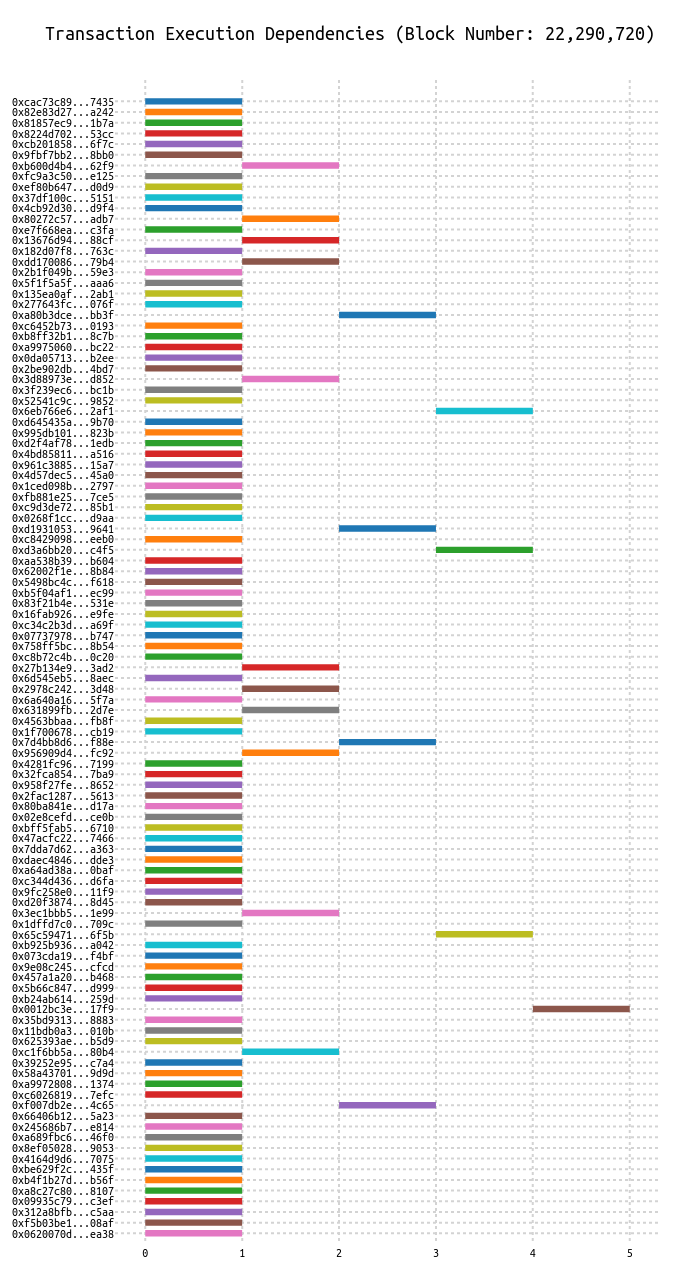 Transaction Execution Dependencies (Block Number: 22,290,720)
0xcac73c89...7435
0x82e83d27...a242
0x81857ec9...1b7a
0x8224d702...53cc
0xcb201858...6f7c
0x9fbf7bb2...8bb0
0xb600d4b4...62f9
0xfc9a3c50...e125
0xef80b647...d0d9
0x37df100c...5151
0x4cb92d30...d9f4
0x80272c57...adb7
0xe7f668ea...c3fa
0x13676d94...88cf
0x182d07f8...763c
0xdd170086...79b4
0x2b1f049b...59e3
0x5f1f5a5f...aaa6
0x135ea0af...2ab1
0x277643fc...076f
0xa80b3dce...bb3f
0xc6452b73...0193
0xb8ff32b1...8c7b
0xa9975060...bc22
0x0da05713...b2ee
0x2be902db...4bd7
0x3d88973e...d852
0x3f239ec6...bc1b
0x52541c9c...9852
0x6eb766e6...2af1
0xd645435a...9b70
0x995db101...823b
0xd2f4af78...1edb
0x4bd85811...a516
0x961c3885...15a7
0x4d57dec5...45a0
0x1ced098b...2797
0xfb881e25...7ce5
0xc9d3de72...85b1
0x0268f1cc...d9aa
0xd1931053...9641
0xc8429098...eeb0
0xd3a6bb20...c4f5
0xaa538b39...b604
0x62002f1e...8b84
0x5498bc4c...f618
0xb5f04af1...ec99
0x83f21b4e...531e
0x16fab926...e9fe
0xc34c2b3d...a69f
0x07737978...b747
0x758ff5bc...8b54
0xc8b72c4b...0c20
0x27b134e9...3ad2
0x6d545eb5...8aec
0x2978c242...3d48
0x6a640a16...5f7a
0x631899fb...2d7e
0x4563bbaa...fb8f
0x1f700678...cb19
0x7d4bb8d6...f88e
0x956909d4...fc92
0x4281fc96...7199
0x32fca854...7ba9
0x958f27fe...8652
0x2fac1287...5613
0x80ba841e...d17a
0x02e8cefd...ce0b
0xbff5fab5...6710
0x47acfc22...7466
0x7dda7d62...a363
0xdaec4846...dde3
0xa64ad38a...0baf
0xc344d436...d6fa
0x9fc258e0...11f9
0xd20f3874...8d45
0x3ec1bbb5...1e99
0x1dffd7c0...709c
0x65c59471...6f5b
0xb925b936...a042
0x073cda19...f4bf
0x9e08c245...cfcd
0x457a1a20...b468
0x5b66c847...d999
0xb24ab614...259d
0x0012bc3e...17f9
0x35bd9313...8883
0x11bdb0a3...010b
0x625393ae...b5d9
0xc1f6bb5a...80b4
0x39252e95...c7a4
0x58a43701...9d9d
0xa9972808...1374
0xc6026819...7efc
0xf007db2e...4c65
0x66406b12...5a23
0x245686b7...e814
0xa689fbc6...46f0
0x8ef05028...9053
0x4164d9d6...7075
0xbe629f2c...435f
0xb4f1b27d...b56f
0xa8c27c80...8107
0x09935c79...c3ef
0x312a8bfb...c5aa
0xf5b03be1...08af
0x0620070d...ea38
0 1 2 3 4 5